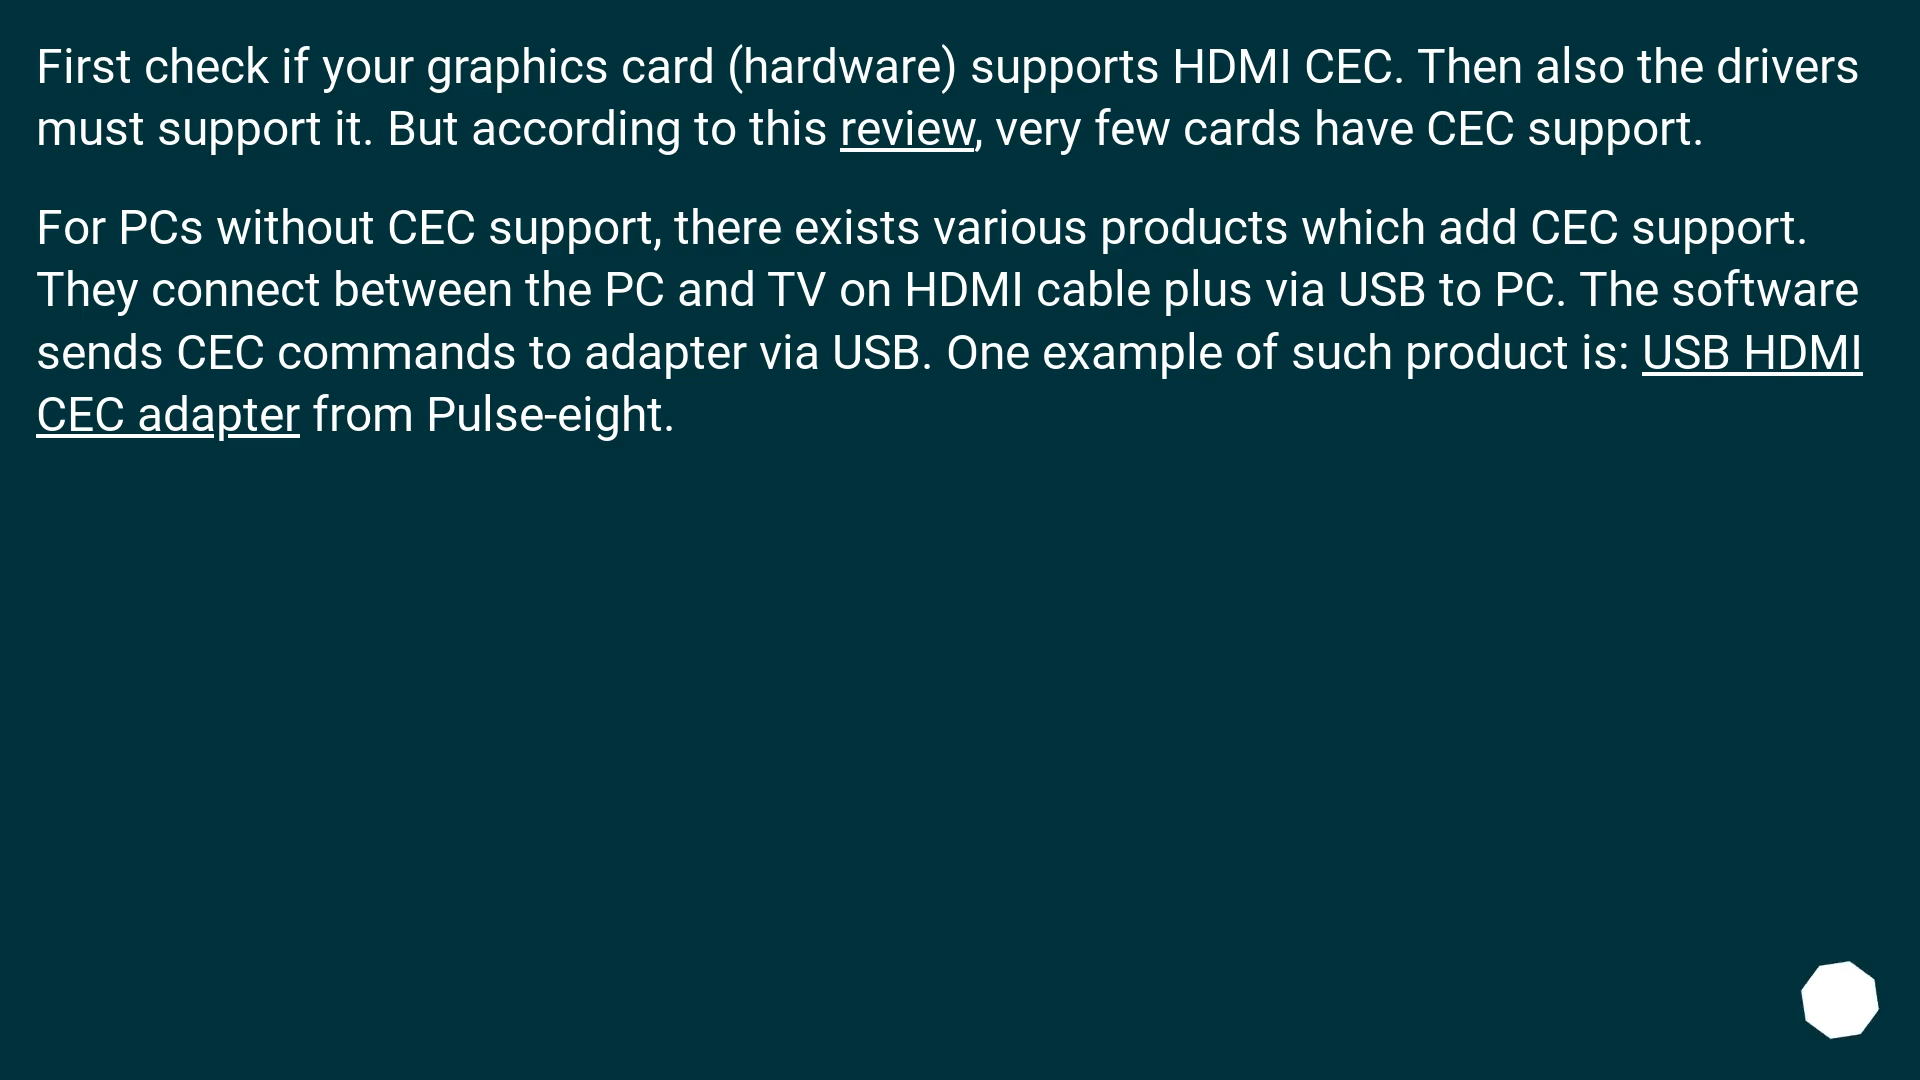 First check if your graphics card (hardware) supports HDMI CEC. Then also the drivers
must support it. But according to this review, very few cards have CEC support.
For PCs without CEC support, there exists various products which add CEC support.
They connect between the PC and TV on HDMI cable plus via USB to PC. The software
sends CEC commands to adapter via USB. One example of such product is: USB HDMI
CEC adapter from Pulse-eight.